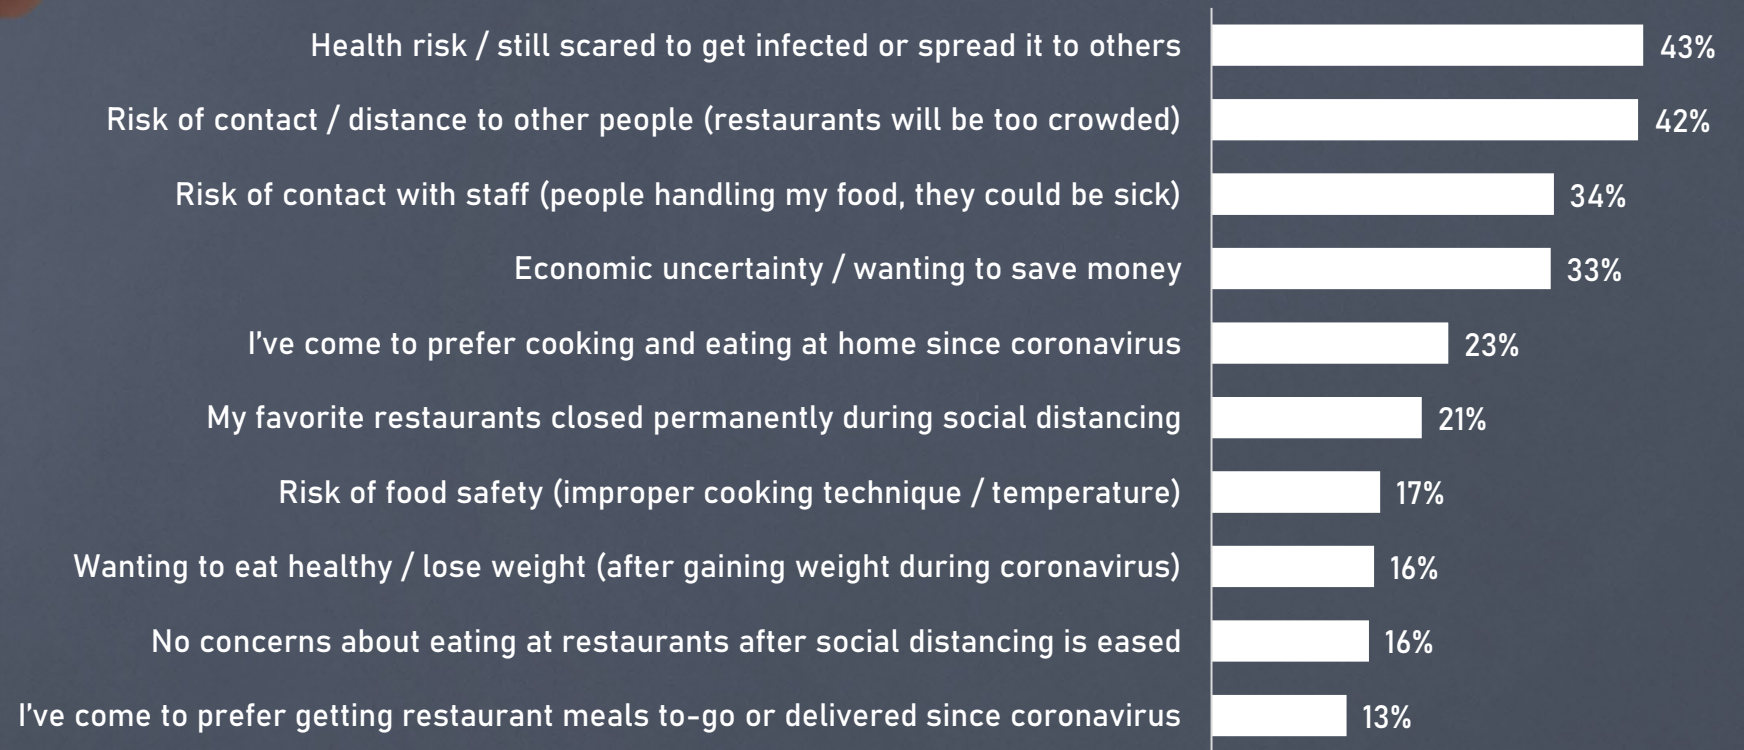 Health risk / still scared to get infected or spread it to others 43%
Risk of contact / distance to other people (restaurants will be too crowded) 42%
Risk of contact with staff (people handling my food, they could be sick) 34%
Economic uncertainty / wanting to save money 33%
I've come to prefer cooking and eating at home since coronavirus 23%
My favorite restaurants closed permanently during social distancing 21%
Risk of food safety (improper cooking technique / temperature) 17%
Wanting to eat healthy / lose weight (after gaining weight during coronavirus) 16%
No concerns about eating at restaurants after social distancing is eased 16%
I've come to prefer getting restaurant meals to-go or delivered since coronavirus 13%